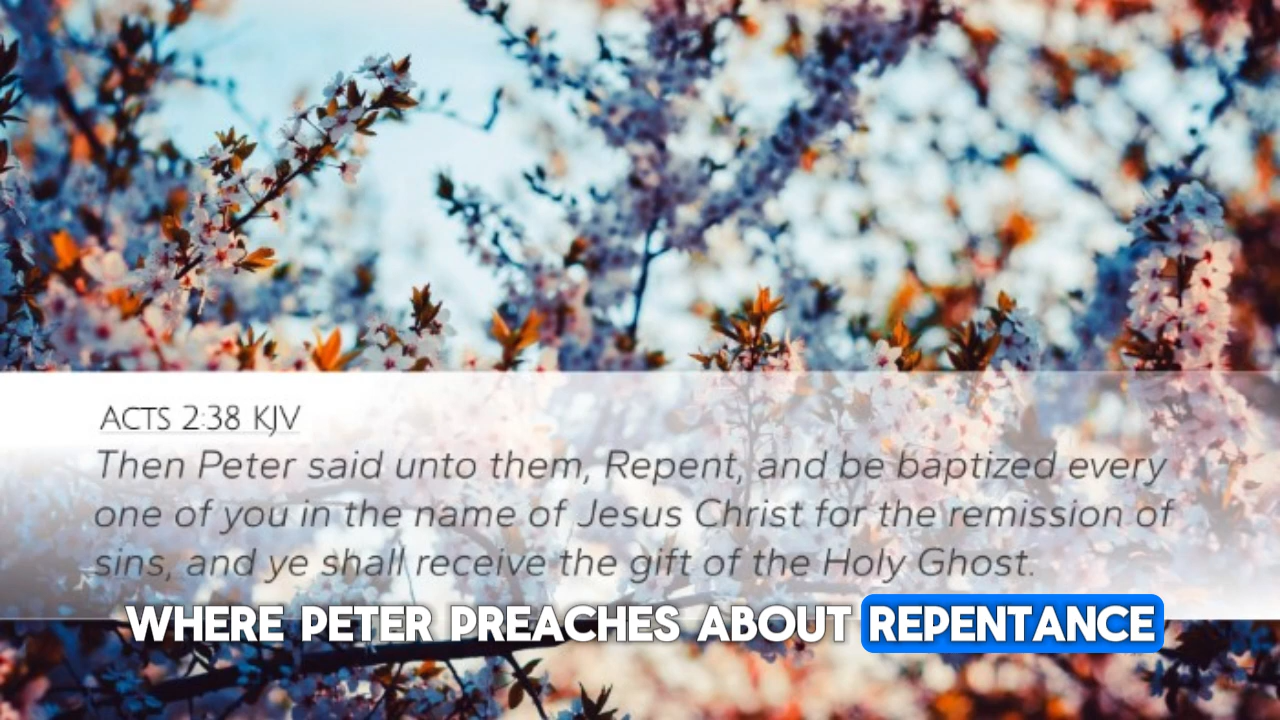 ACTS 2:38 KJV
Then Peter said unto them, Repent, and be baptized every
one of you in the name of Jesus Christ for the remission of
sins, and ye shall receive the gift of the Holy Ghost.
WHERE PETER PREACHES ABOUT REPENTANCE